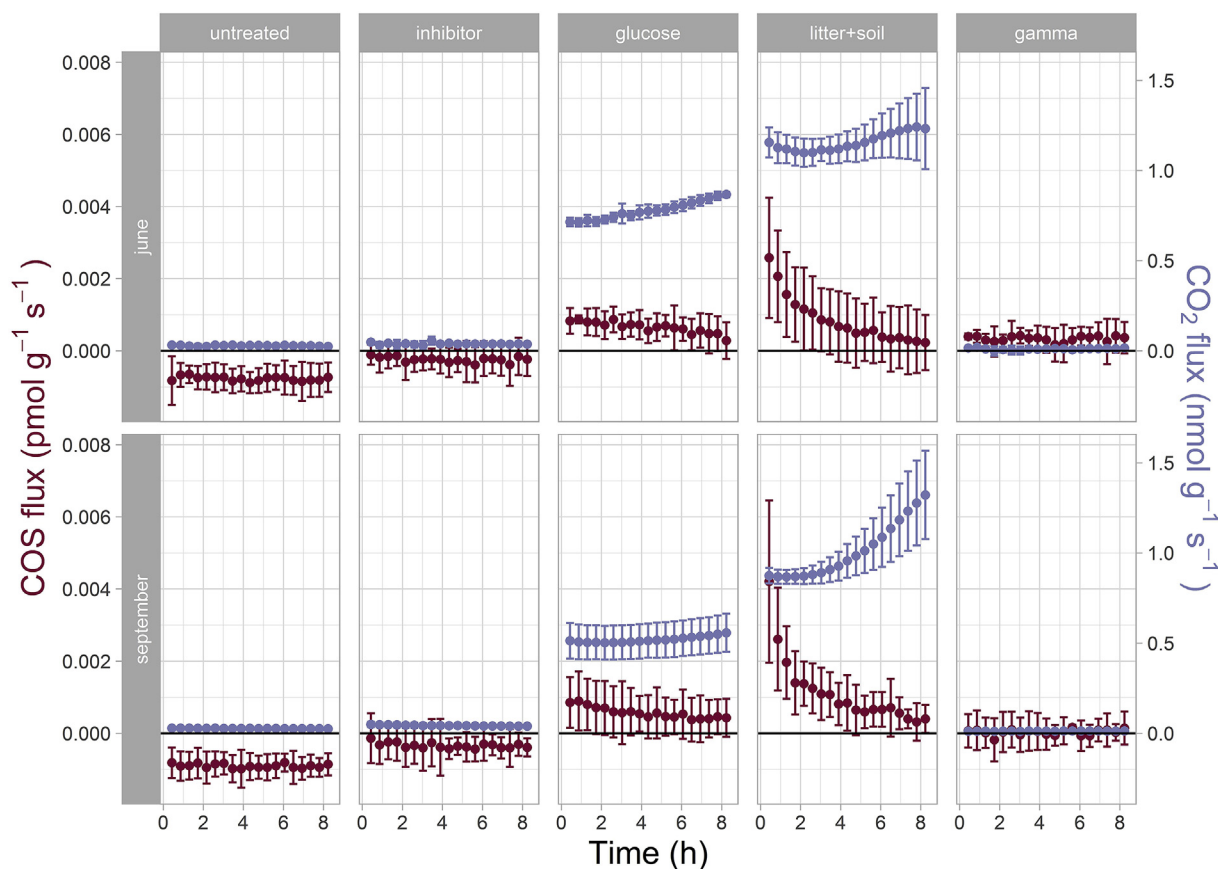 untreated inhibitor glucose litter+soil gamma
june
0.008
0.006
0.004
0.002
0.000
1.5
1.0
0.5
0.0
september
0.008
0.006
0.004
0.002
0.000
1.5
1.0
0.5
0.0
COS flux (pmol g⁻¹ s⁻¹)
CO₂ flux (nmol g⁻¹ s⁻¹)
0 2 4 6 8 0 2 4 6 8 0 2 4 6 8 0 2 4 6 8 0 2 4 6 8
Time (h)